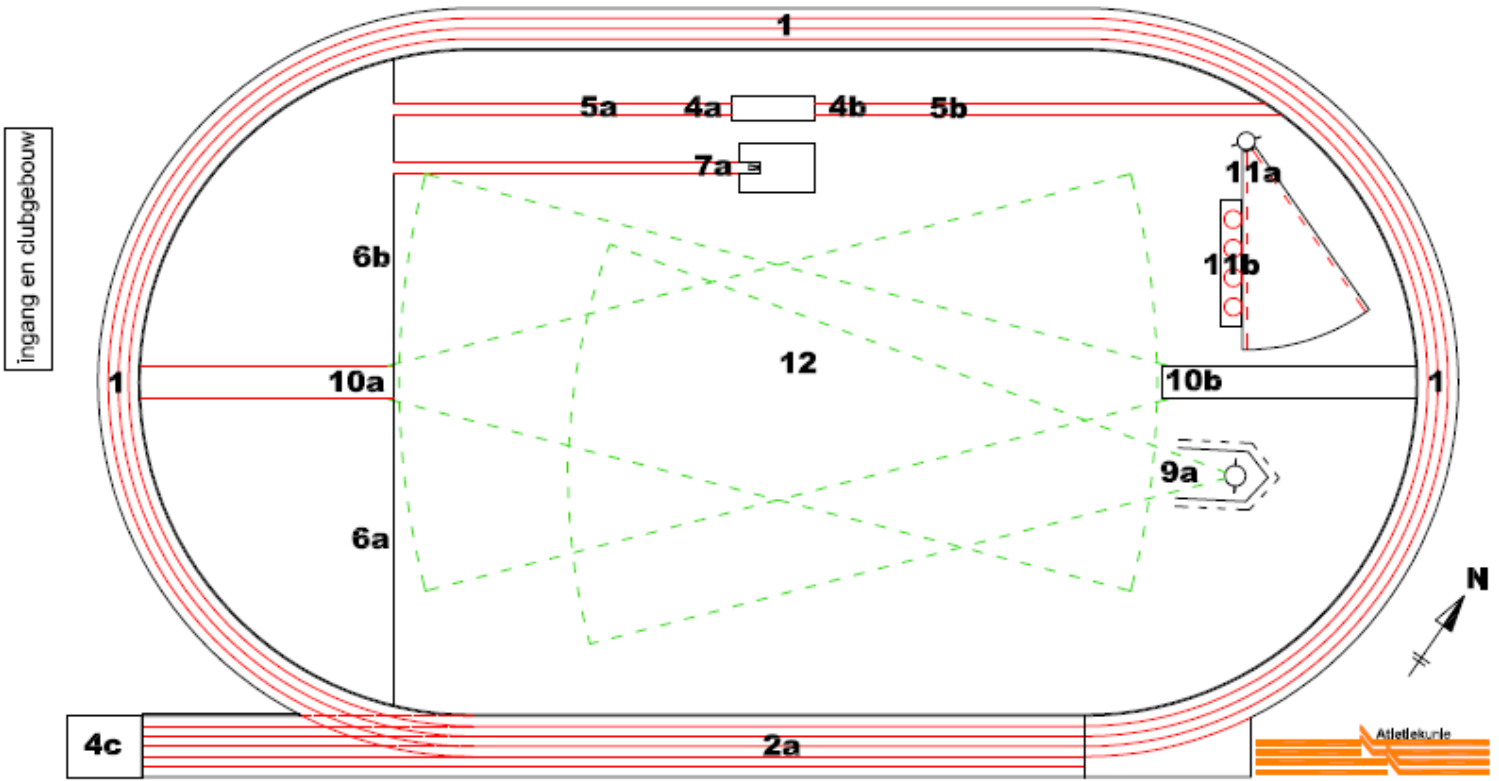 1
5a 4a 4b 5b
ingang en clubgebouw
7a
11a
6b
11b
12
1 10a 10b 1
9a
6a
N
4c
2a
Atletiekunie